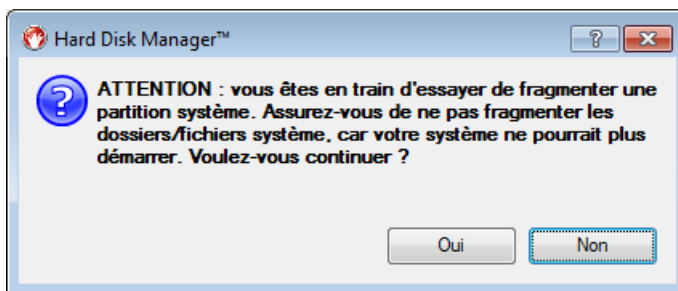 Hard Disk Manager™
ATTENTION : vous êtes en train d'essayer de fragmenter une
partition système. Assurez-vous de ne pas fragmenter les
dossiers/fichiers système, car votre système ne pourrait plus
démarrer. Voulez-vous continuer ?
Oui
Non